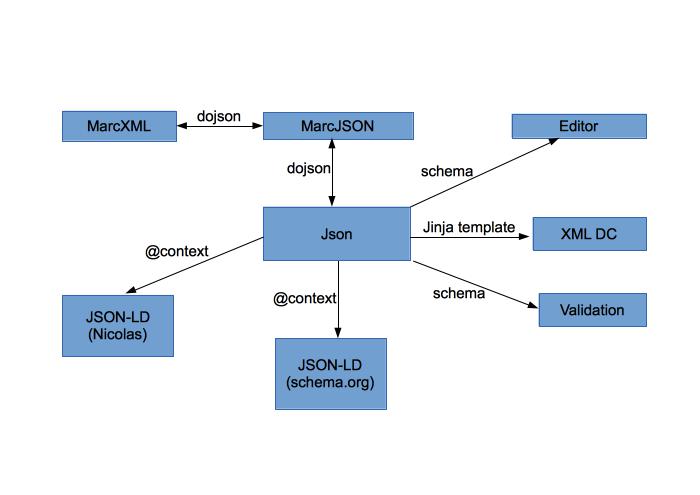 dojson
MarcXML
MarcJSON
Editor
dojson
schema
Jinja template
Json
XML DC
@context
@context
schema
JSON-LD
(Nicolas)
Validation
JSON-LD
(schema.org)